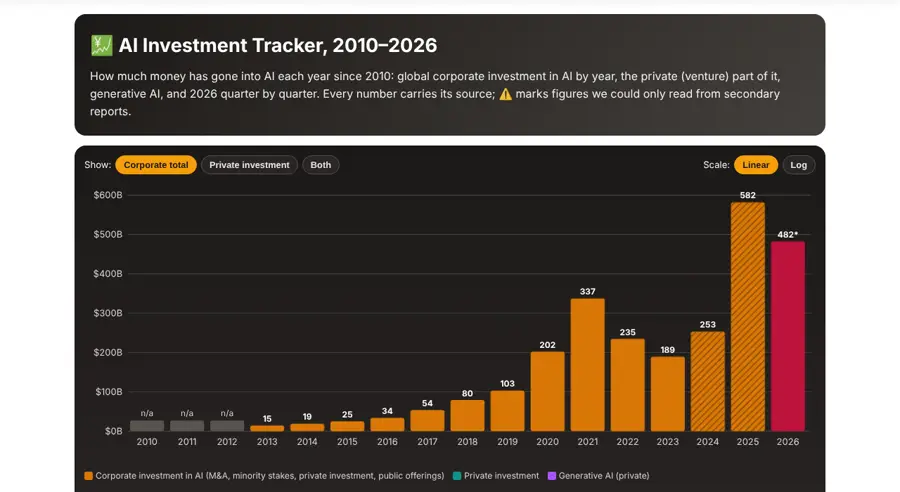 💹 AI Investment Tracker, 2010–2026
How much money has gone into AI each year since 2010: global corporate investment in AI by year, the private (venture) part of it,
generative AI, and 2026 quarter by quarter. Every number carries its source; ⚠️ marks figures we could only read from secondary
reports.
Show: Corporate total Private investment Both Scale: Linear Log
$600B
$500B
$400B
$300B
$200B
$100B
$0B
n/a n/a n/a 15 19 25 34 54 80 103 202 337 235 189 253 582 482*
2010 2011 2012 2013 2014 2015 2016 2017 2018 2019 2020 2021 2022 2023 2024 2025 2026
Corporate investment in AI (M&A, minority stakes, private investment, public offerings) Private investment Generative AI (private)